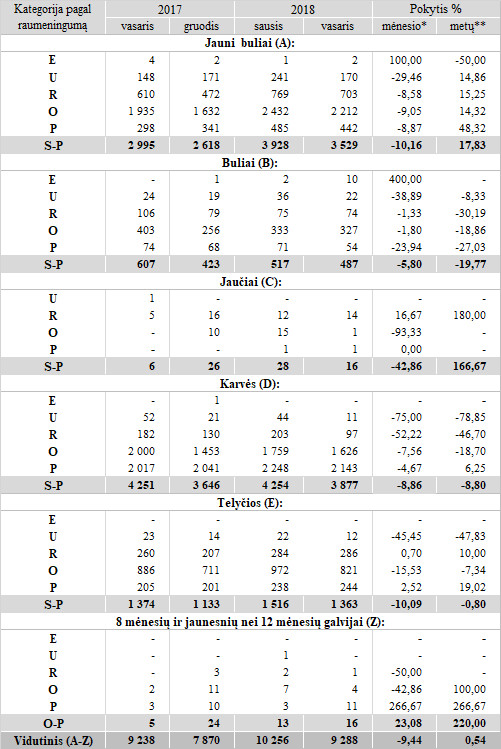 Kategorija pagal raumeningumą 2017 2018 Pokytis %
vasaris gruodis sausis vasaris mėnesio* metų**
Jauni buliai (A):
E 4 2 1 2 100,00 -50,00
U 148 171 241 170 -29,46 14,86
R 610 472 769 703 -8,58 15,25
O 1 935 1 632 2 432 2 212 -9,05 14,32
P 298 341 485 442 -8,87 48,32
S-P 2 995 2 618 3 928 3 529 -10,16 17,83
Buliai (B):
E - 1 2 10 400,00 -
U 24 19 36 22 -38,89 -8,33
R 106 79 75 74 -1,33 -30,19
O 403 256 333 327 -1,80 -18,86
P 74 68 71 54 -23,94 -27,03
S-P 607 423 517 487 -5,80 -19,77
Jaučiai (C):
U 1 - - - - -
R 5 16 12 14 16,67 180,00
O - 10 15 1 -93,33 -
P - - 1 1 0,00 -
S-P 6 26 28 16 -42,86 166,67
Karvės (D):
E - 1 - - - -
U 52 21 44 11 -75,00 -78,85
R 182 130 203 97 -52,22 -46,70
O 2 000 1 453 1 759 1 626 -7,56 -18,70
P 2 017 2 041 2 248 2 143 -4,67 6,25
S-P 4 251 3 646 4 254 3 877 -8,86 -8,80
Telyčios (E):
E - - - - - -
U 23 14 22 12 -45,45 -47,83
R 260 207 284 286 0,70 10,00
O 886 711 972 821 -15,53 -7,34
P 205 201 238 244 2,52 19,02
S-P 1 374 1 133 1 516 1 363 -10,09 -0,80
8 mėnesių ir jaunesnių nei 12 mėnesių galvijai (Z):
E - - - - - -
U - - 1 - - -
R - 3 2 1 -50,00 -
O 2 11 7 4 -42,86 100,00
P 3 10 3 11 266,67 266,67
O-P 5 24 13 16 23,08 220,00
Vidutinis (A-Z) 9 238 7 870 10 256 9 288 -9,44 0,54